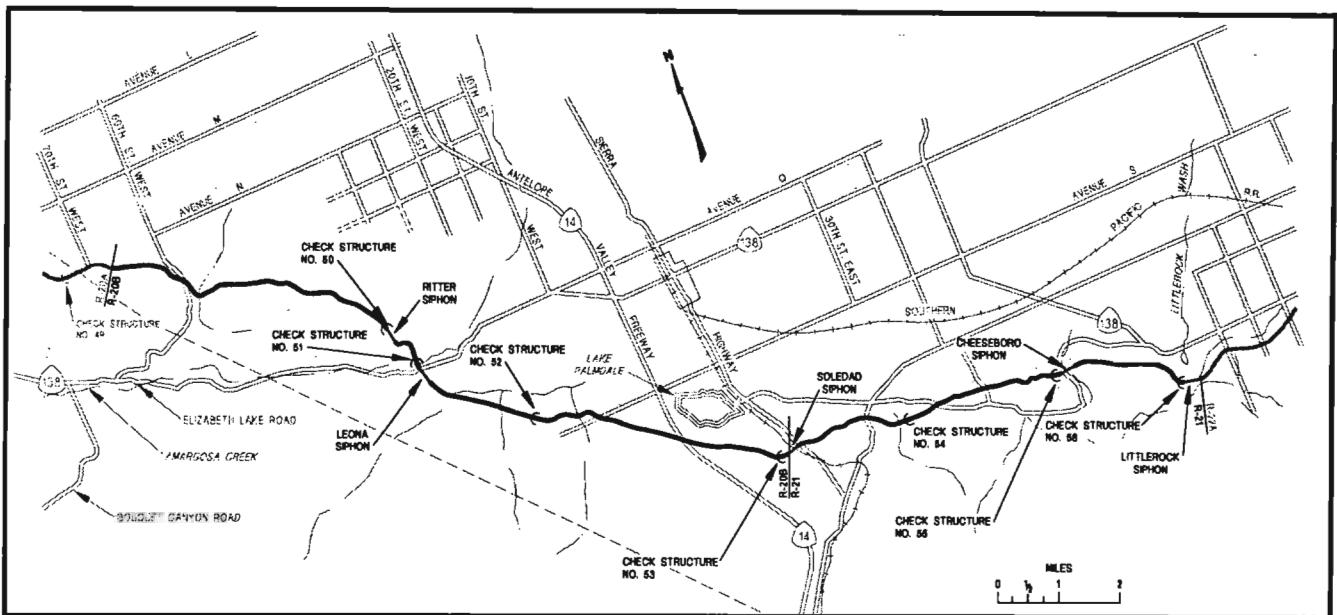 AVENUE L
AVENUE M
AVENUE N
70TH ST. WEST
60TH ST. WEST
20TH ST. WEST
10TH ST. WEST
ANTELOPE VALLEY FREEWAY
14
SIERRA HIGHWAY
N
AVENUE Q
138
30TH ST. EAST
AVENUE S
LITTLEROCK WASH
SOUTHERN PACIFIC R.R.
R-20B
CHECK STRUCTURE
NO. 49
CHECK STRUCTURE
NO. 50
RITTER
SIPHON
CHECK STRUCTURE
NO. 51
CHECK STRUCTURE
NO. 52
LAKE
PALMDALE
SOLEDAD
SIPHON
CHEESEBORO
SIPHON
138
138
ELIZABETH LAKE ROAD
AMARGOSA CREEK
LEONA
SIPHON
CHECK STRUCTURE
NO. 54
CHECK STRUCTURE
NO. 56
LITTLEROCK
SIPHON
R-21
R-20B
R-21
CANYON ROAD
CHECK STRUCTURE
NO. 53
14
CHECK STRUCTURE
MILES
0 ½ 1 2